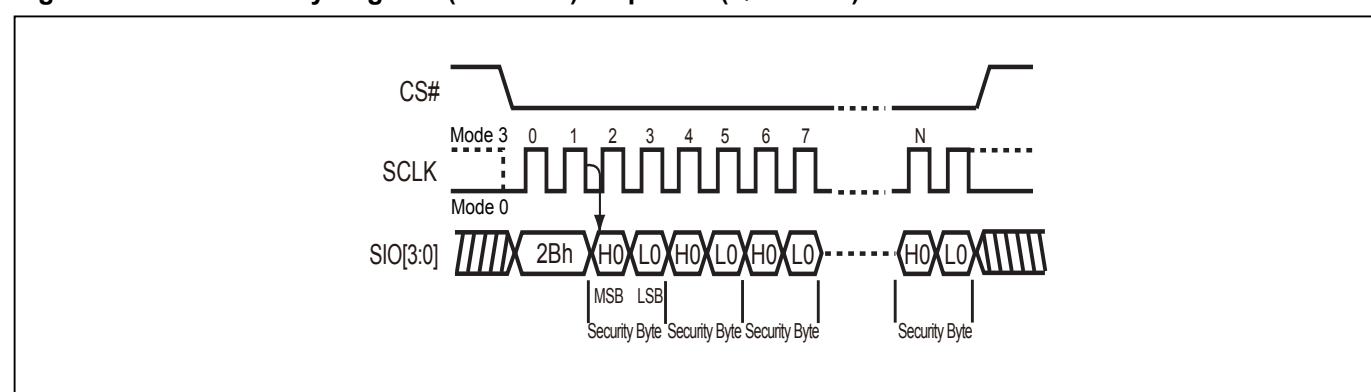 CS#
Mode 3 0 1 2 3 4 5 6 7 N
SCLK
Mode 0
SIO[3:0] 2Bh H0 L0 H0 L0 H0 L0 H0 L0
MSB LSB
Security Byte Security Byte Security Byte Security Byte